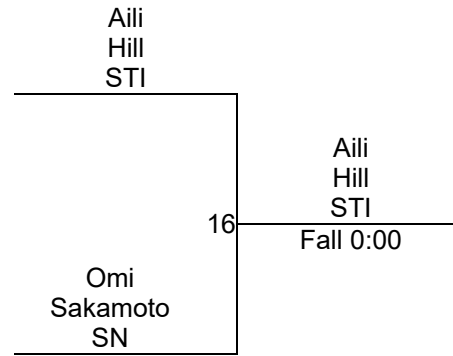 Aili
Hill
STI
Aili
Hill
STI
16
Fall 0:00
Omi
Sakamoto
SN